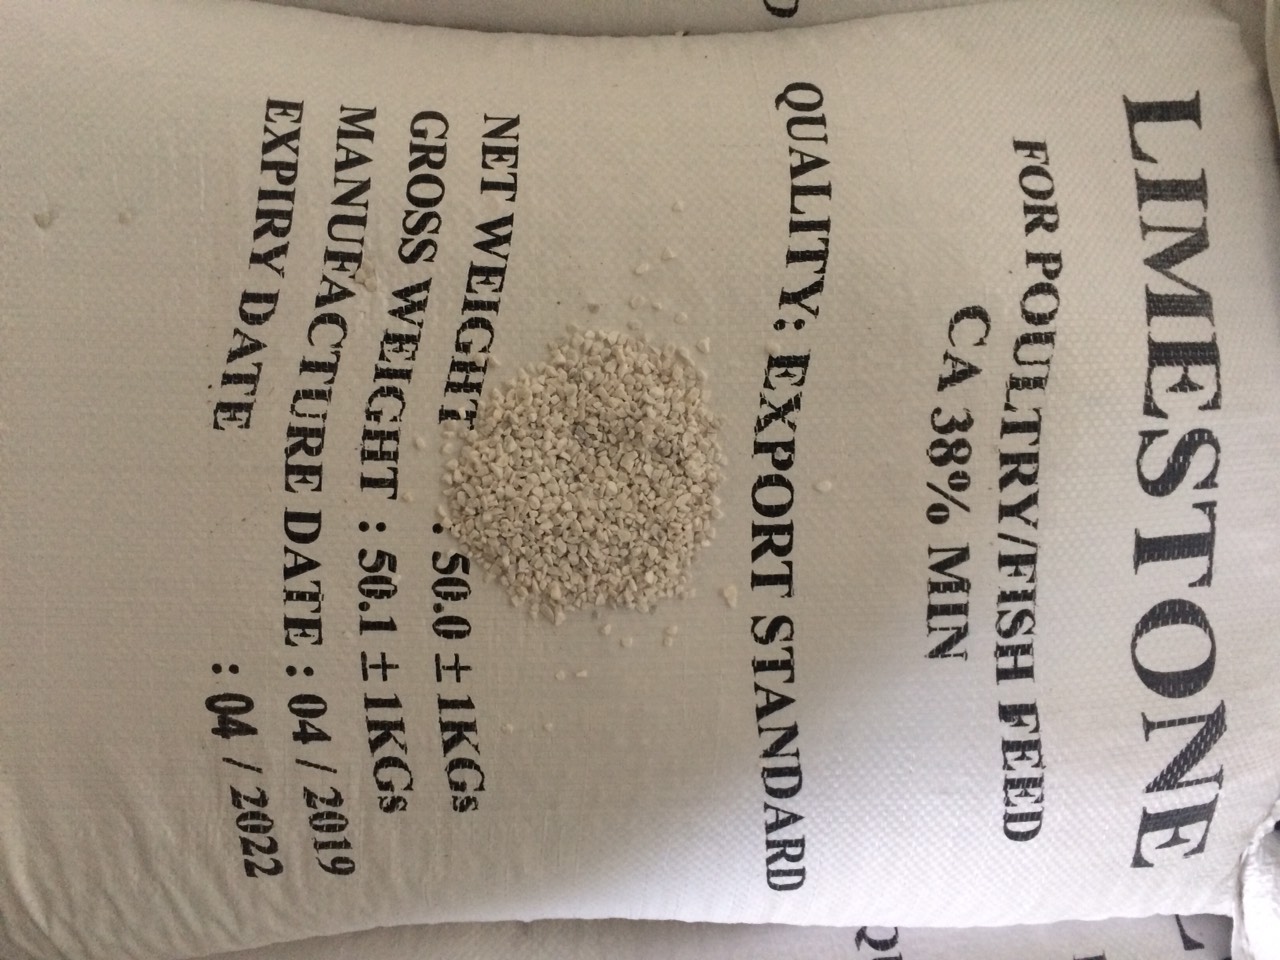 LIMESTONE
FOR POULTRY/FISH FEED
CA 38% MIN
QUALITY: EXPORT STANDARD
NET WEIGHT : 50.0 ± 1KGs
GROSS WEIGHT : 50.1 ± 1KGs
MANUFACTURE DATE : 04 / 2019
EXPIRY DATE : 04 / 2022